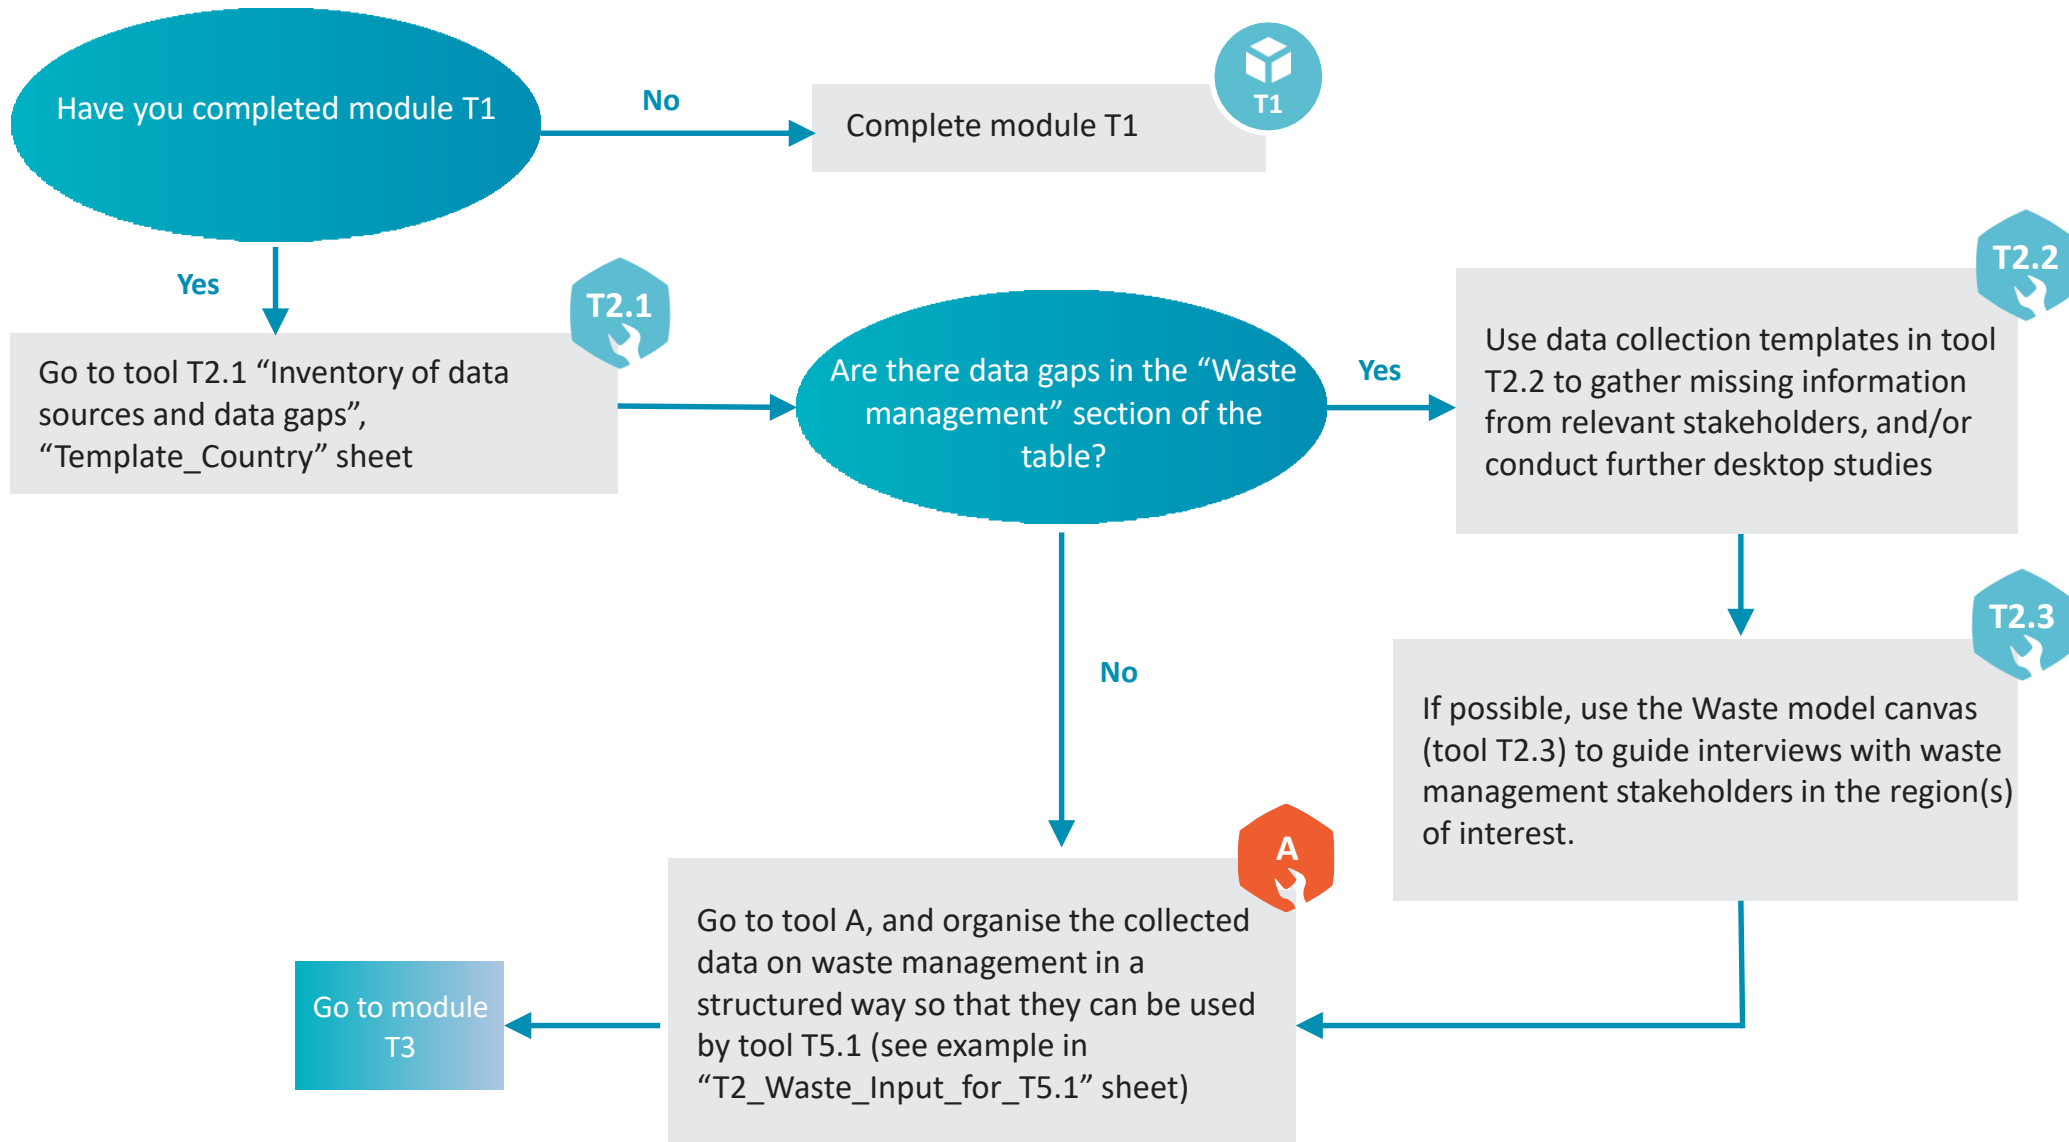 Have you completed module T1
No
Complete module T1
T1
Yes
T2.1
Go to tool T2.1 “Inventory of data
sources and data gaps”,
“Template_Country” sheet
Are there data gaps in the “Waste
management” section of the
table?
Yes
T2.2
Use data collection templates in tool
T2.2 to gather missing information
from relevant stakeholders, and/or
conduct further desktop studies
No
T2.3
If possible, use the Waste model canvas
(tool T2.3) to guide interviews with waste
management stakeholders in the region(s)
of interest.
A
Go to tool A, and organise the collected
data on waste management in a
structured way so that they can be used
by tool T5.1 (see example in
“T2_Waste_Input_for_T5.1” sheet)
Go to module
T3